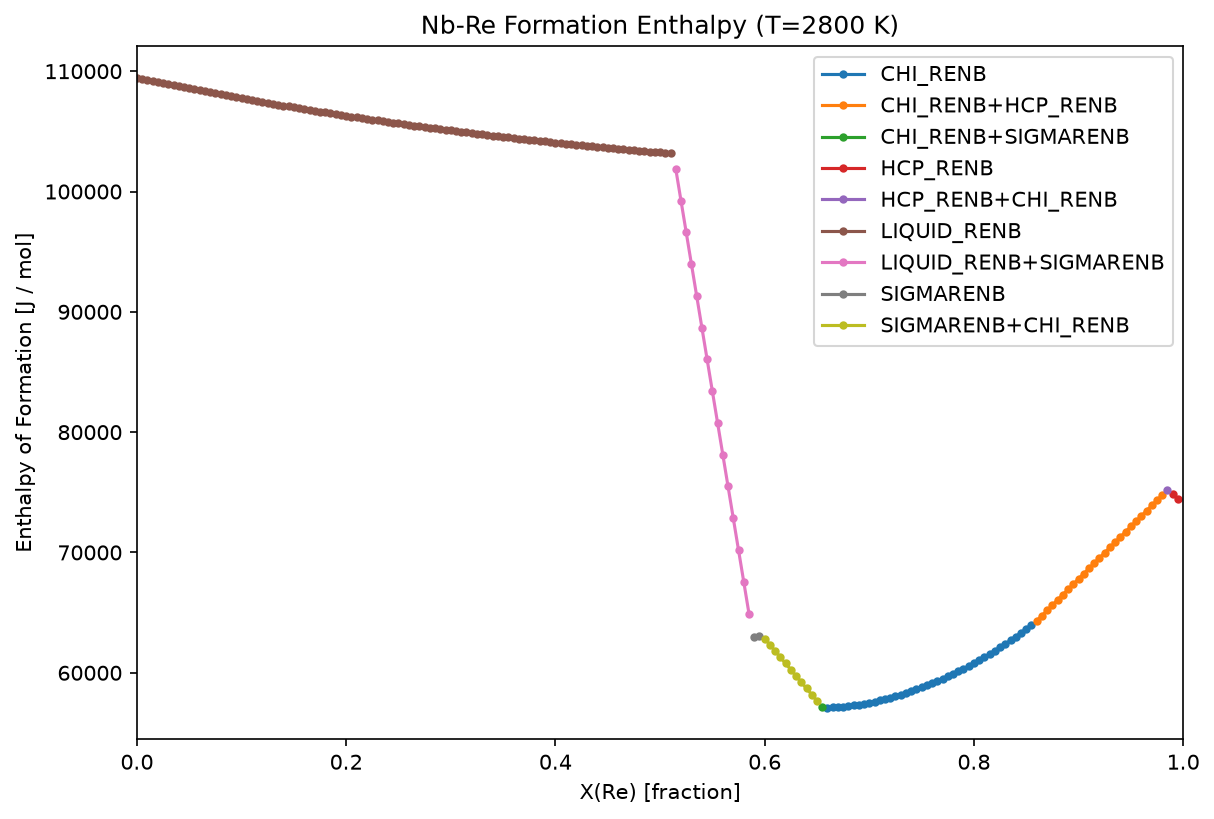 Nb-Re Formation Enthalpy (T=2800 K)
Enthalpy of Formation [J / mol]
110000
100000
90000
80000
70000
60000
CHI_RENB
CHI_RENB+HCP_RENB
CHI_RENB+SIGMARENB
HCP_RENB
HCP_RENB+CHI_RENB
LIQUID_RENB
LIQUID_RENB+SIGMARENB
SIGMARENB
SIGMARENB+CHI_RENB
0.0 0.2 0.4 0.6 0.8 1.0
X(Re) [fraction]